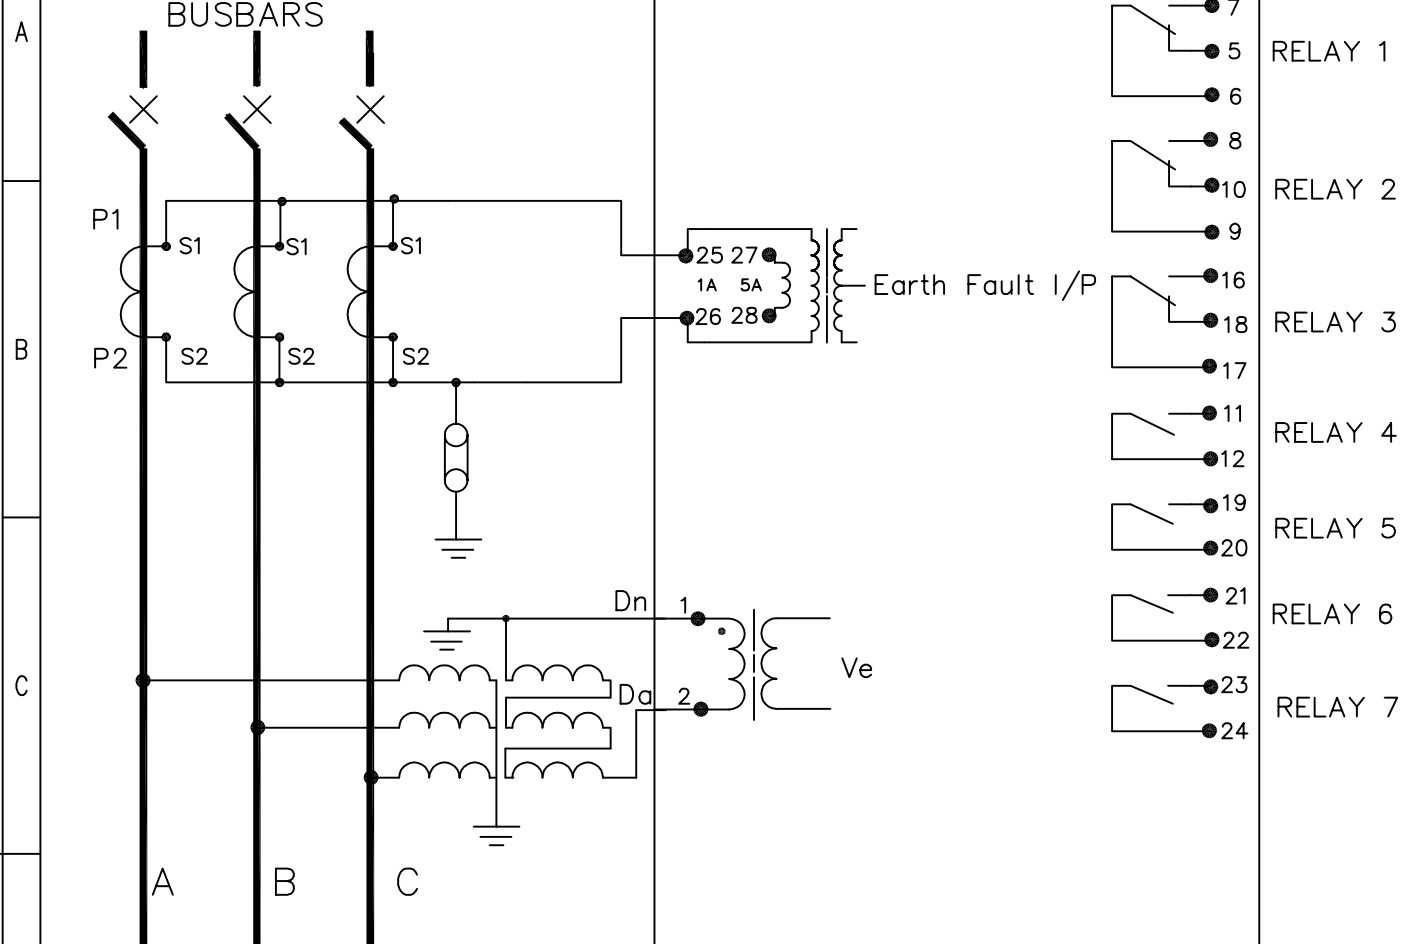 A
BUSBARS
7
5
RELAY 1
6
8
10
RELAY 2
9
P1
S1
S1
S1
25 27
1A 5A
26 28
Earth Fault I/P
16
18
RELAY 3
17
B
P2
S2
S2
S2
11
RELAY 4
12
19
RELAY 5
20
Dn
1
21
RELAY 6
22
C
Da
2
Ve
23
RELAY 7
24
A
B
C